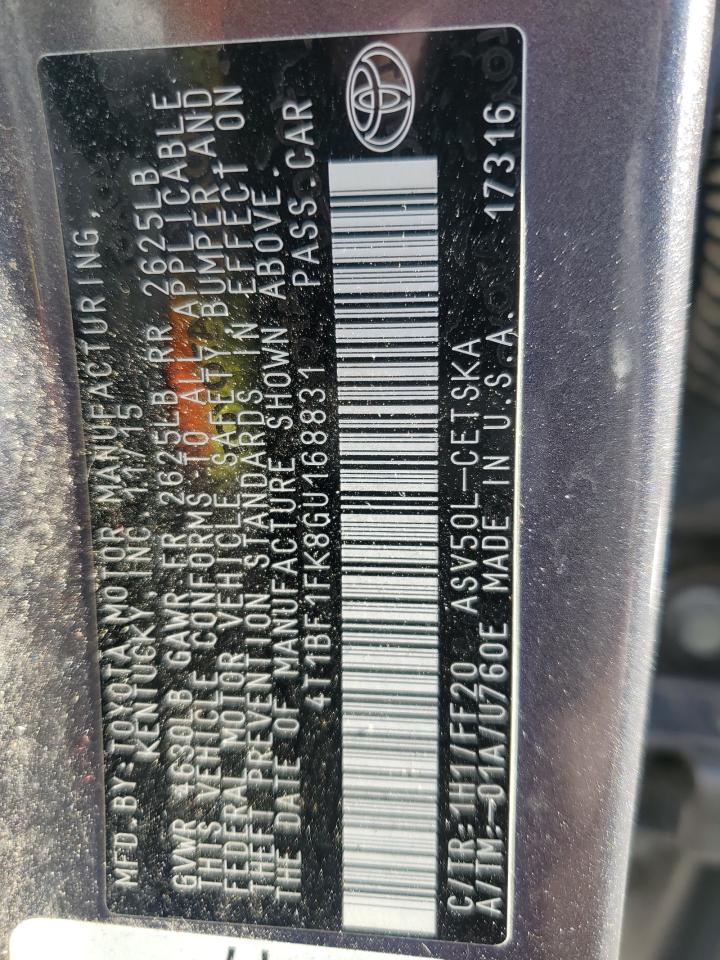 MFD.BY:TOYOTA MOTOR MANUFACTURING,
KENTUCKY, INC 11/15
GVWR 4630LB GAWR FR 2625LB RR 2625LB
THIS VEHICLE CONFORMS TO ALL APPLICABLE
FEDERAL MOTOR VEHICLE SAFETY, BUMPER, AND
THEFT PREVENTION STANDARDS IN EFFECT ON
THE DATE OF MANUFACTURE SHOWN ABOVE.
4T1BF1FK8GU168831 PASS.CAR
C/TR:1H1/FF20 ASV50L-CETSKA 17316
A/TM:-01A/U760E MADE IN U.S.A.